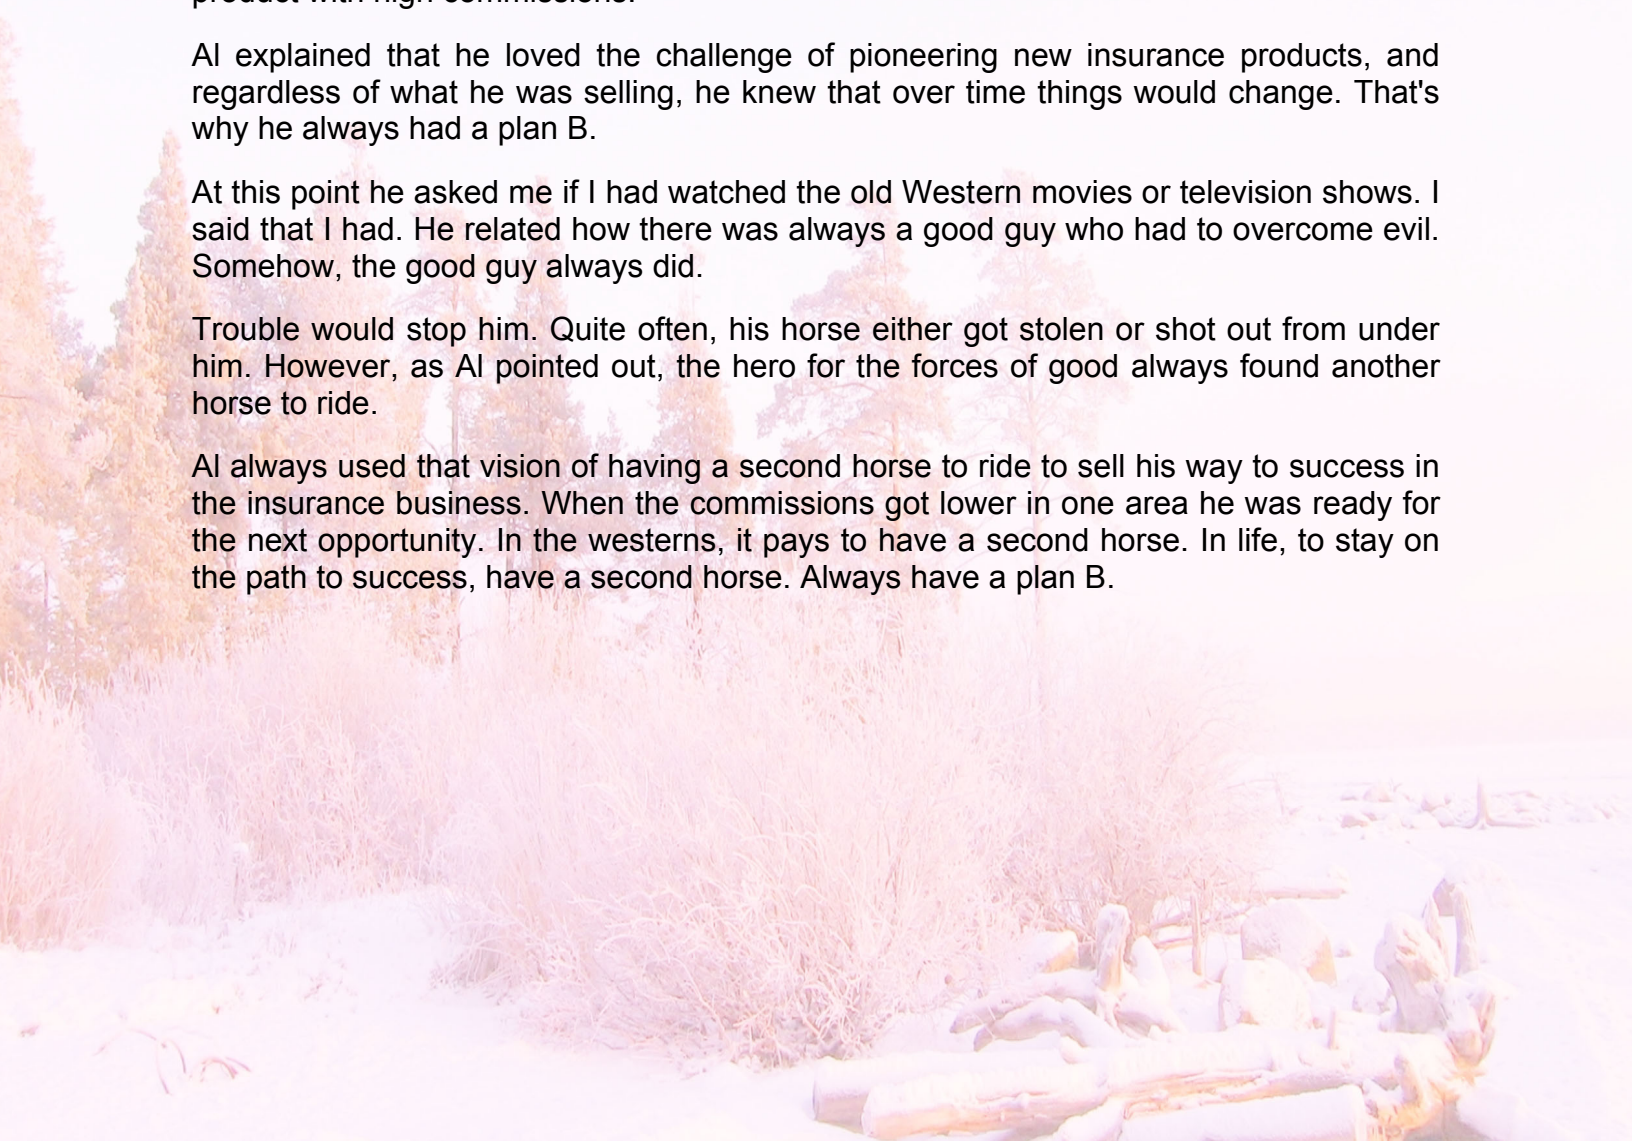 product with high commissions.
Al explained that he loved the challenge of pioneering new insurance products, and
regardless of what he was selling, he knew that over time things would change. That's
why he always had a plan B.
At this point he asked me if I had watched the old Western movies or television shows. I
said that I had. He related how there was always a good guy who had to overcome evil.
Somehow, the good guy always did.
Trouble would stop him. Quite often, his horse either got stolen or shot out from under
him. However, as Al pointed out, the hero for the forces of good always found another
horse to ride.
Al always used that vision of having a second horse to ride to sell his way to success in
the insurance business. When the commissions got lower in one area he was ready for
the next opportunity. In the westerns, it pays to have a second horse. In life, to stay on
the path to success, have a second horse. Always have a plan B.